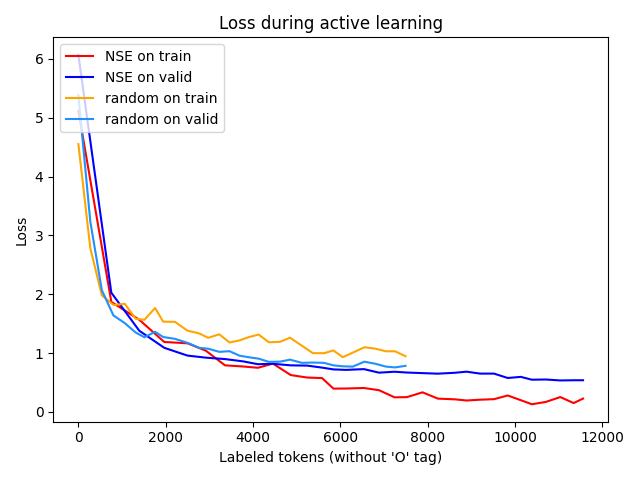 Loss during active learning
NSE on train
NSE on valid
random on train
random on valid
6
5
4
3
2
1
0
Loss
0 2000 4000 6000 8000 10000 12000
Labeled tokens (without 'O' tag)